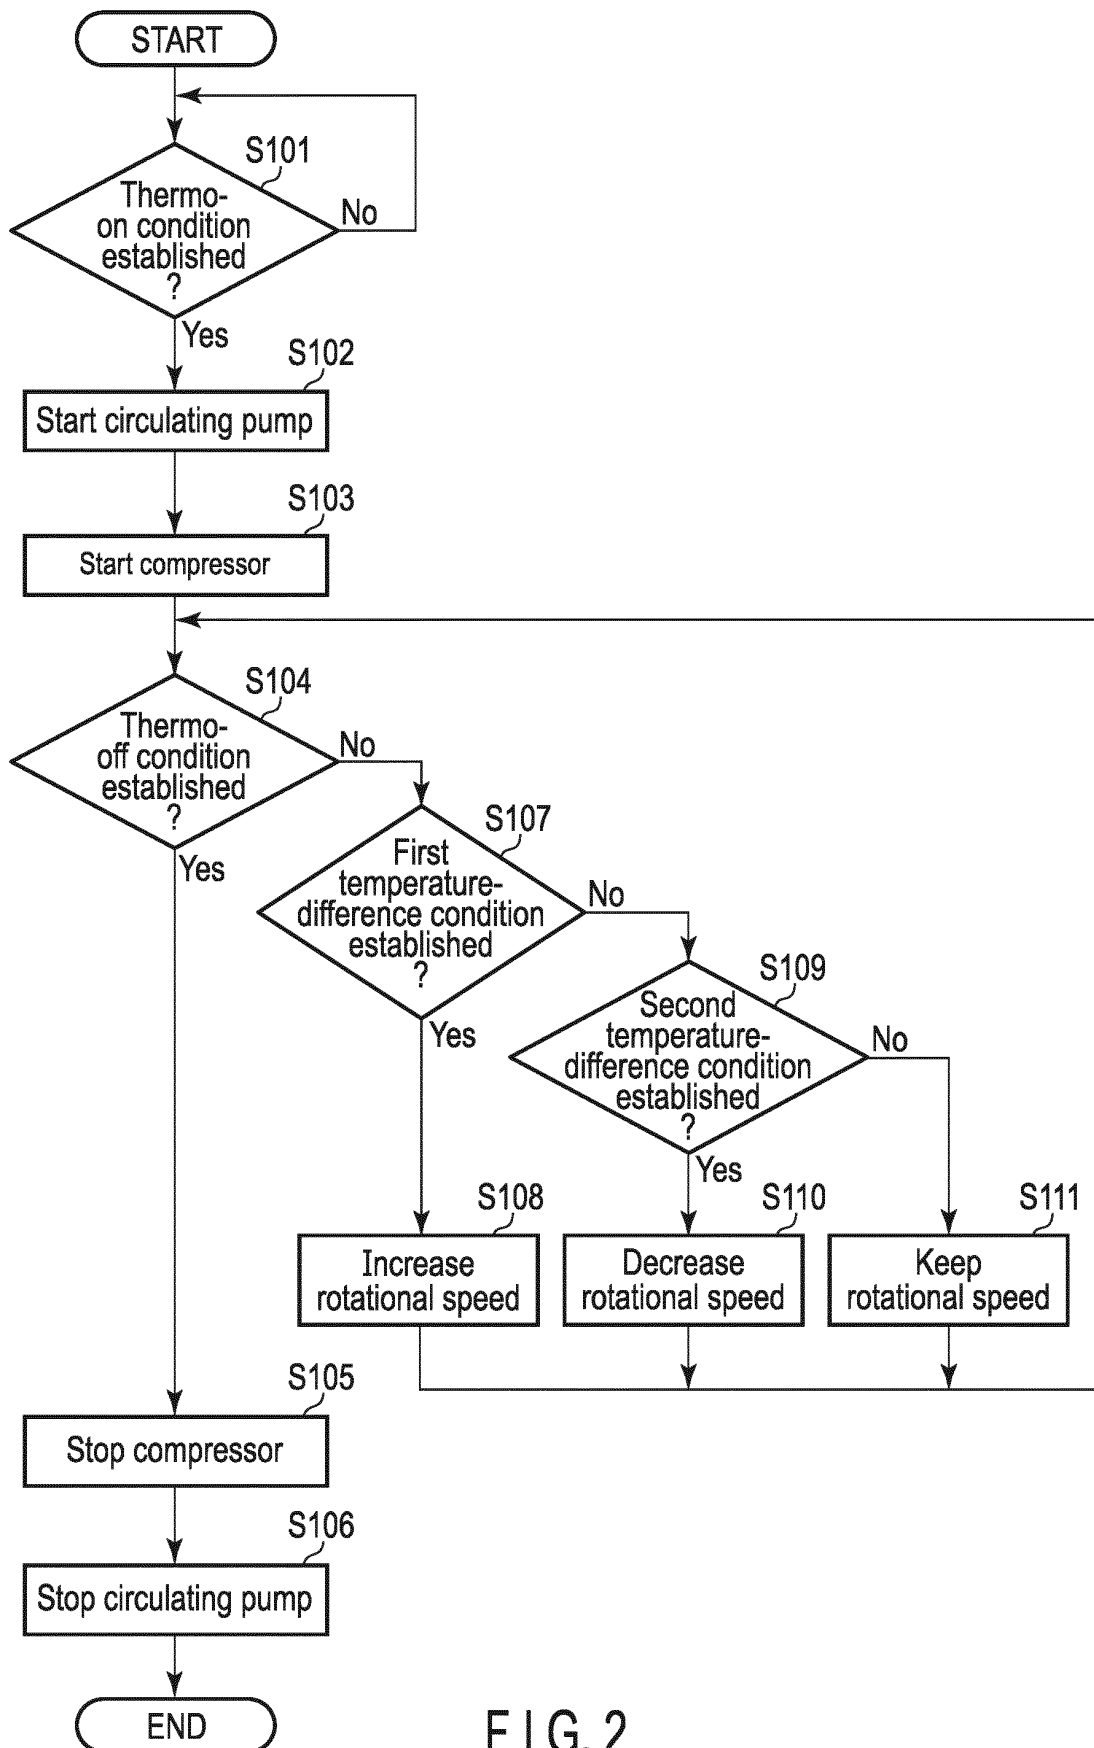 START
S101
Thermo-
on condition
established
?
No
Yes
S102
Start circulating pump
S103
Start compressor
S104
Thermo-
off condition
established
?
No
Yes
S107
First
temperature-
difference condition
established
?
No
Yes
S109
Second
temperature-
difference condition
established
?
No
Yes
S108
Increase
rotational speed
S110
Decrease
rotational speed
S111
Keep
rotational speed
S105
Stop compressor
S106
Stop circulating pump
END
FIG. 2